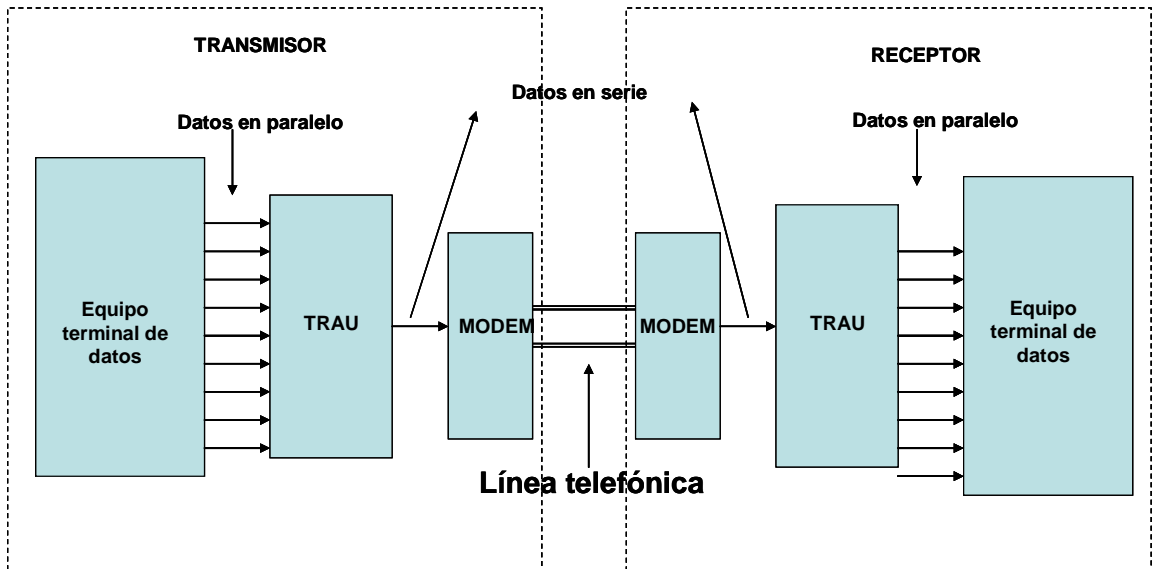 TRANSMISOR
RECEPTOR
Datos en serie
Datos en paralelo
Datos en paralelo
Equipo
terminal de
datos
TRAU
MODEM
MODEM
TRAU
Equipo
terminal de
datos
Línea telefónica